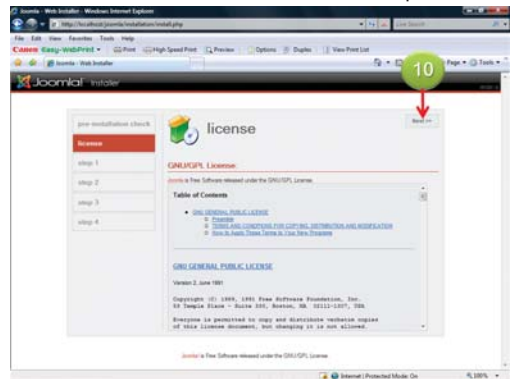 Joomla - Web Installer - Windows Internet Explorer
http://localhost/joomla/installation/install.php
Live Search
File Edit View Favorites Tools Help
Canon Easy-WebPrint Print High Speed Print Preview Options Duplex View Print List
Joomla - Web Installer
Page Tools
10
Joomla! Installer
pre-installation check
license
Next >>
license
step 1
step 2
step 3
step 4
GNU/GPL License
Joomla is Free Software released under the GNU/GPL License.
Table of Contents
GNU GENERAL PUBLIC LICENSE
Preamble
TERMS AND CONDITIONS FOR COPYING, DISTRIBUTION AND MODIFICATION
How to Apply These Terms to Your New Programs
GNU GENERAL PUBLIC LICENSE
Version 2, June 1991
Copyright (C) 1989, 1991 Free Software Foundation, Inc.
59 Temple Place - Suite 330, Boston, MA 02111-1307, USA
Everyone is permitted to copy and distribute verbatim copies
of this license document, but changing it is not allowed.
Joomla! is Free Software released under the GNU/GPL License.
Internet | Protected Mode: On
100%